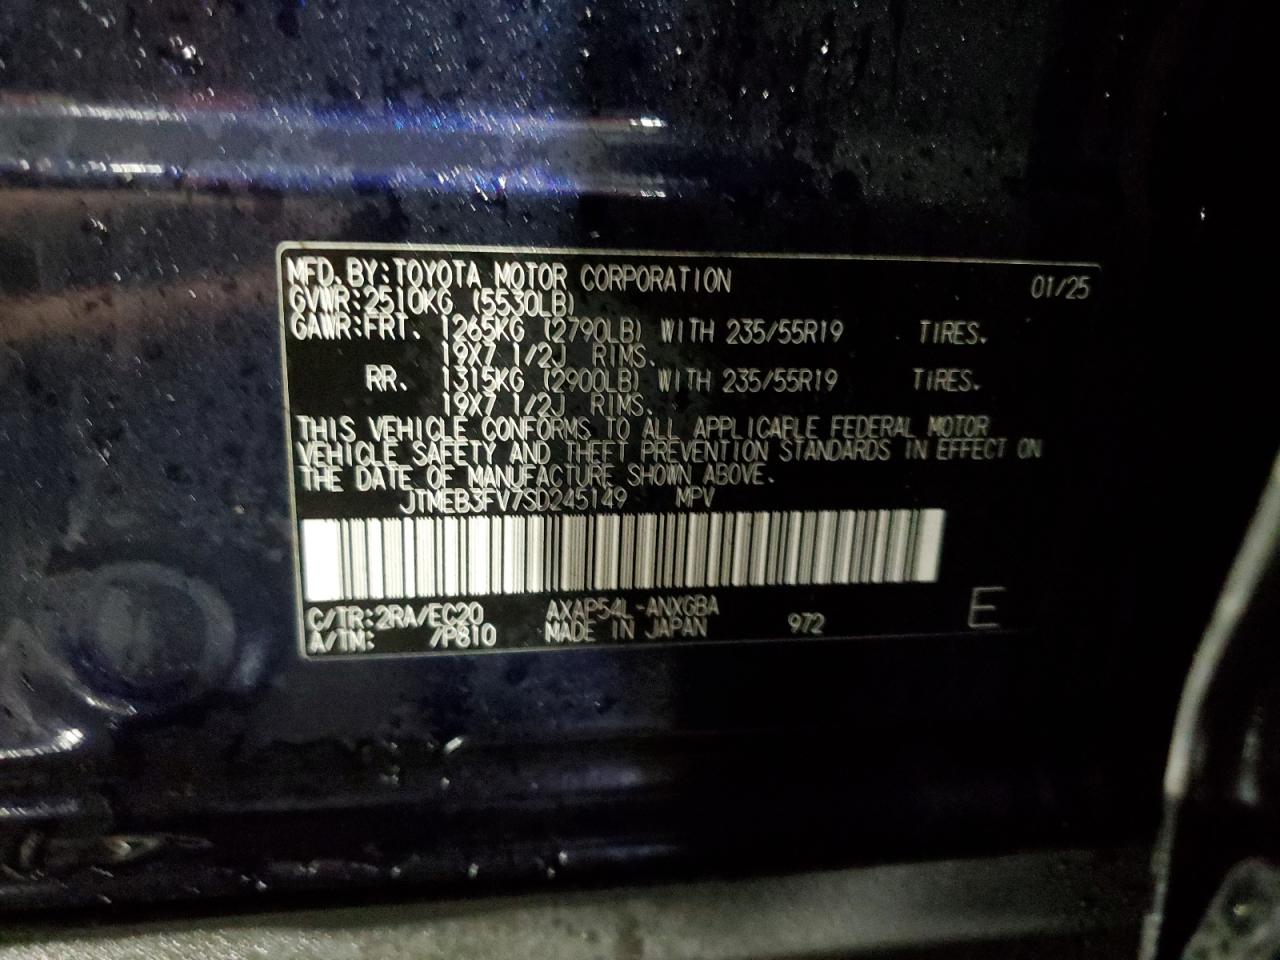 MFD.BY:TOYOTA MOTOR CORPORATION 01/25
GVWR:2510KG (5530LB)
GAWR:FRT. 1265KG (2790LB) WITH 235/55R19 TIRES.
19X7 1/2J RIMS.
RR. 1315KG (2900LB) WITH 235/55R19 TIRES.
19X7 1/2J RIMS.
THIS VEHICLE CONFORMS TO ALL APPLICABLE FEDERAL MOTOR
VEHICLE SAFETY AND THEFT PREVENTION STANDARDS IN EFFECT ON
THE DATE OF MANUFACTURE SHOWN ABOVE.
JTMEB3FV7SD245149 MPV
C/TR:2RA/EC20 AXAP54L-ANXGBA
A/TM: /P810 MADE IN JAPAN 972 E